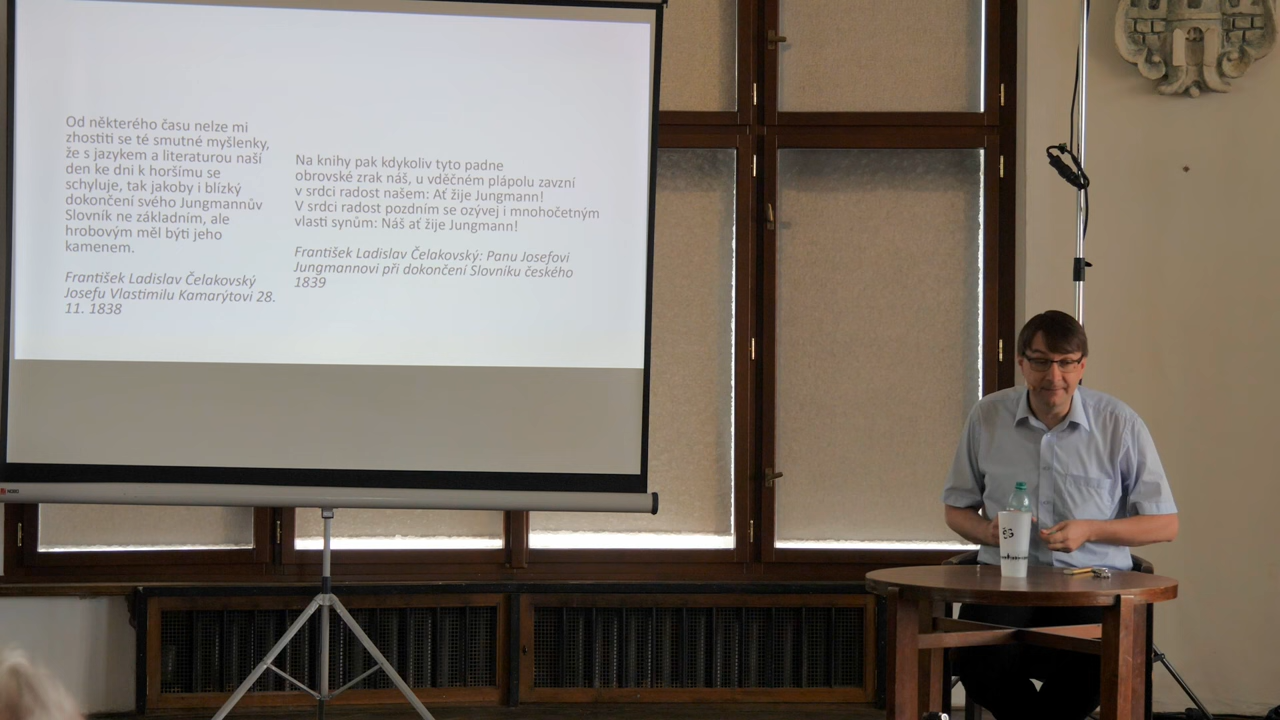 Od některého času nelze mi
zhostiti se té smutné myšlenky,
že s jazykem a literaturou naší
den ke dni k horšímu se
schyluje, tak jakoby i blízký
dokončení svého Jungmannův
Slovník ne základním, ale
hrobovým měl býti jeho
kamenem.
František Ladislav Čelakovský
Josefu Vlastimilu Kamarýtovi 28.
11. 1838
Na knihy pak kdykoliv tyto padne
obrovské zrak náš, u vděčném plápolu zavzní
v srdci radost našem: Ať žije Jungmann!
V srdci radost pozdním se ozývej i mnohočetným
vlasti synům: Náš ať žije Jungmann!
František Ladislav Čelakovský: Panu Josefovi
Jungmannovi při dokončení Slovníku českého
1839